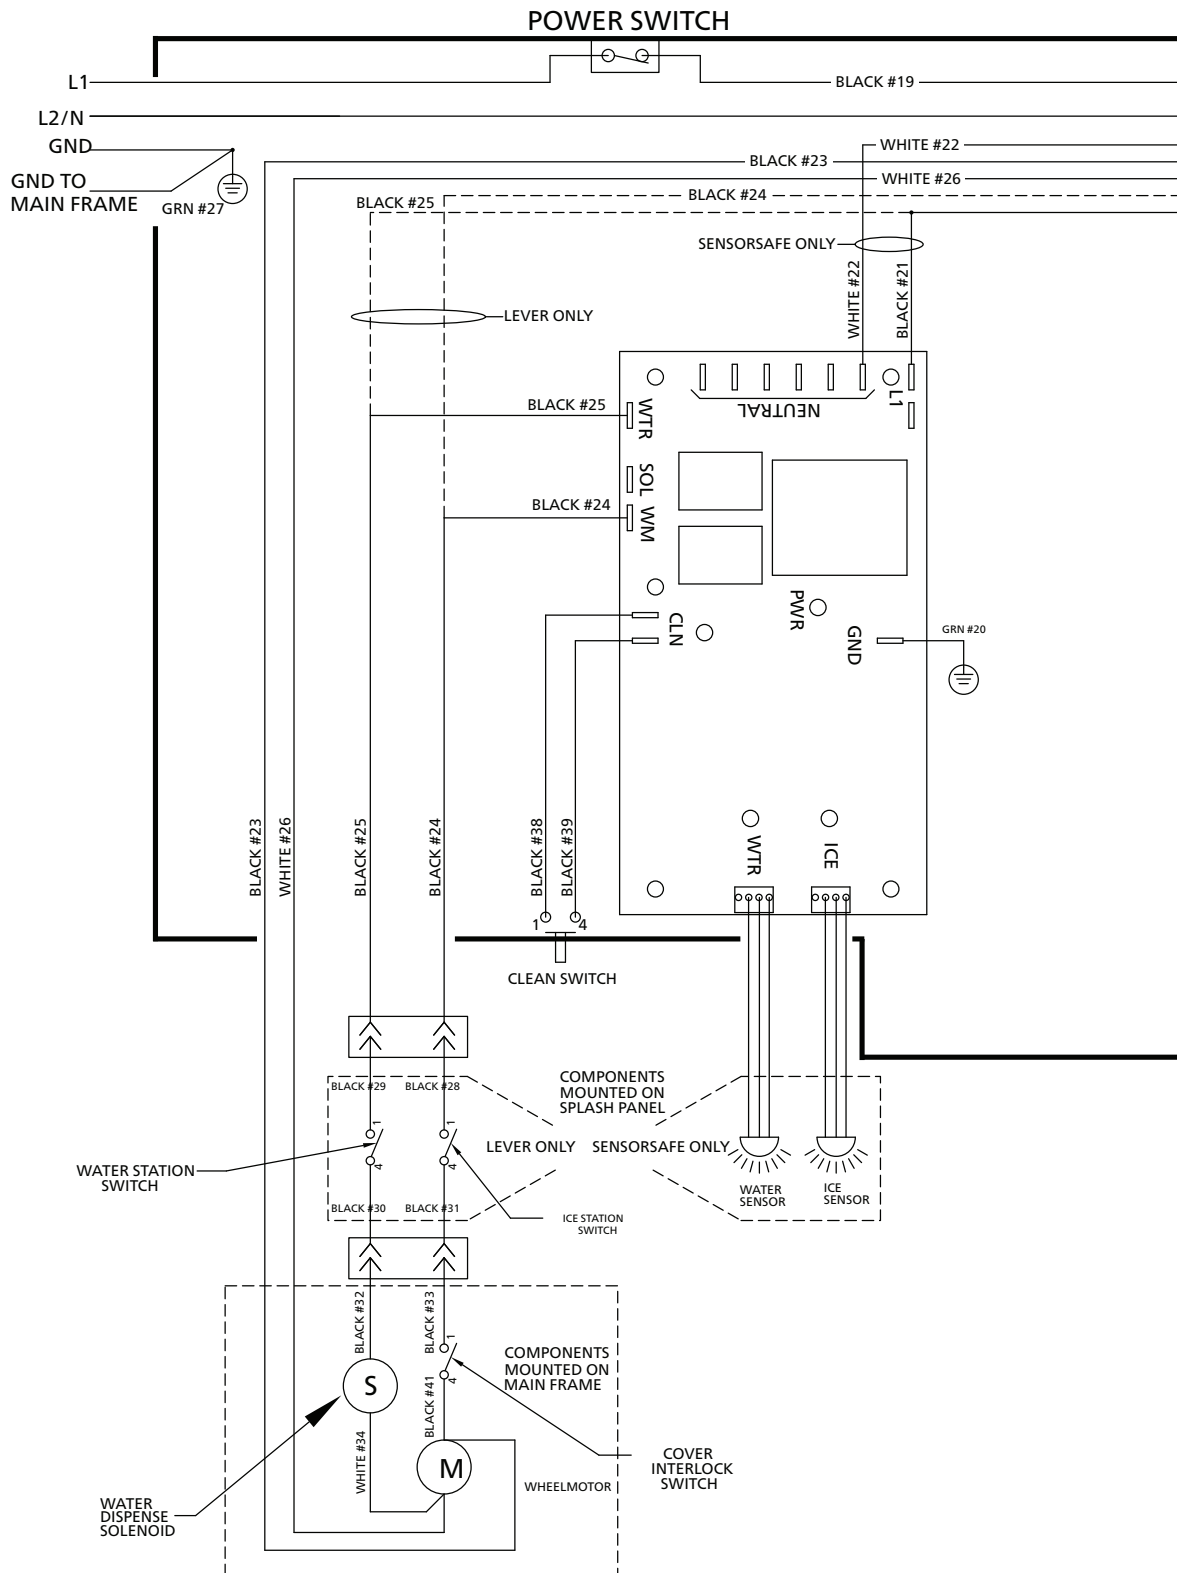 POWER SWITCH
L1
BLACK #19
L2/N
GND
WHITE #22
BLACK #23
GND TO
MAIN FRAME
GRN #27
WHITE #26
BLACK #24
BLACK #25
SENSORSAFE ONLY
WHITE #22
BLACK #21
LEVER ONLY
NEUTRAL
L1
BLACK #25
WTR
SOL
BLACK #24
WM
PWR
CLN
GND
GRN #20
BLACK #23
WHITE #26
BLACK #25
BLACK #24
BLACK #38
BLACK #39
WTR
ICE
1
4
CLEAN SWITCH
BLACK #29
BLACK #28
COMPONENTS
MOUNTED ON
SPLASH PANEL
1
1
LEVER ONLY
SENSORSAFE ONLY
4
4
WATER STATION
SWITCH
WATER
SENSOR
ICE
SENSOR
BLACK #30
BLACK #31
ICE STATION
SWITCH
BLACK #32
BLACK #33
1
COMPONENTS
MOUNTED ON
MAIN FRAME
4
S
BLACK #41
WHITE #34
M
COVER
INTERLOCK
SWITCH
WHEELMOTOR
WATER
DISPENSE
SOLENOID